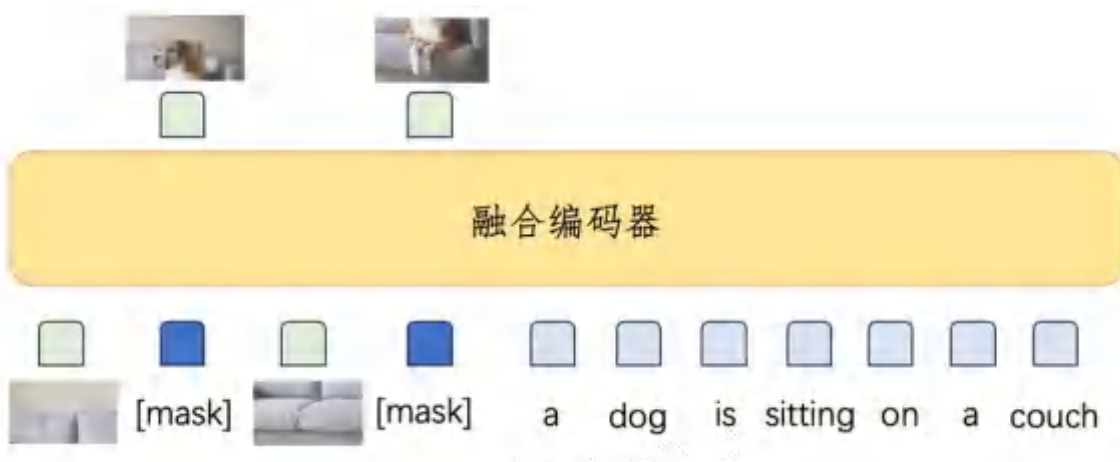 融合编码器
[mask] [mask] a dog is sitting on a couch